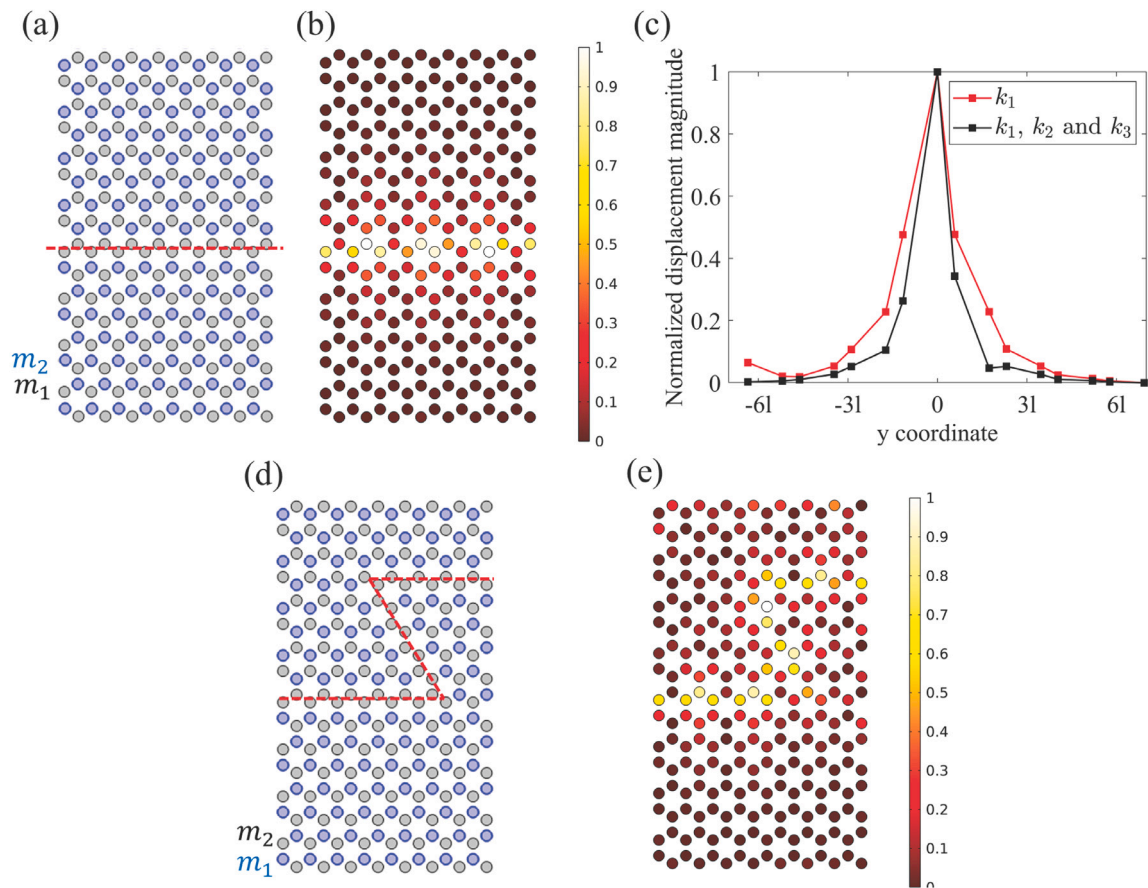 (a)
(b)
(c)
m₂
m₁
1
0.9
0.8
0.7
0.6
0.5
0.4
0.3
0.2
0.1
0
Normalized displacement magnitude
1
0.8
0.6
0.4
0.2
0
-6l
-3l
0
3l
6l
y coordinate
k₁
k₁, k₂ and k₃
(d)
(e)
m₂
m₁
1
0.9
0.8
0.7
0.6
0.5
0.4
0.3
0.2
0.1
0